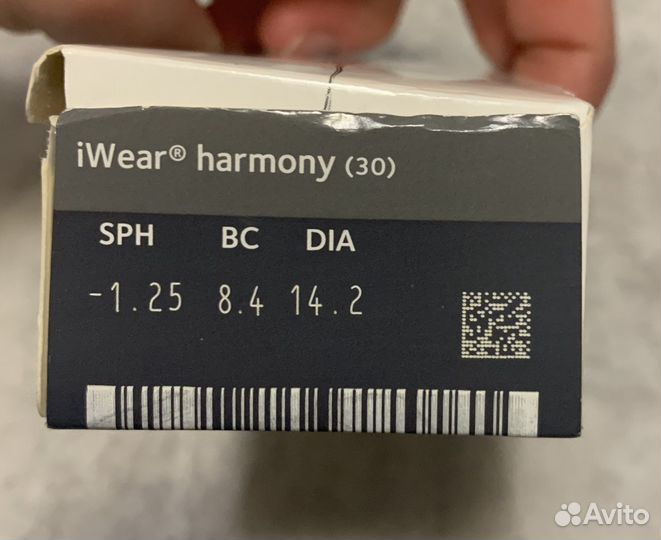 iWear® harmony (30)
SPH BC DIA
-1.25 8.4 14.2
Avito